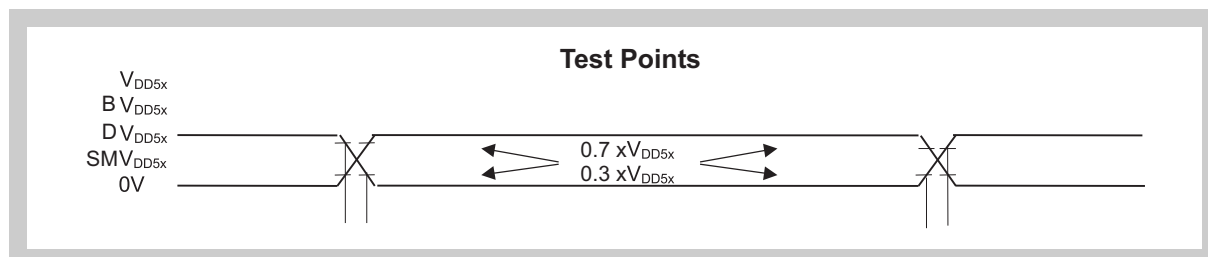 Test Points
VDD5x
B VDD5x
D VDD5x
SMVDD5x
0V
0.7 xVDD5x
0.3 xVDD5x